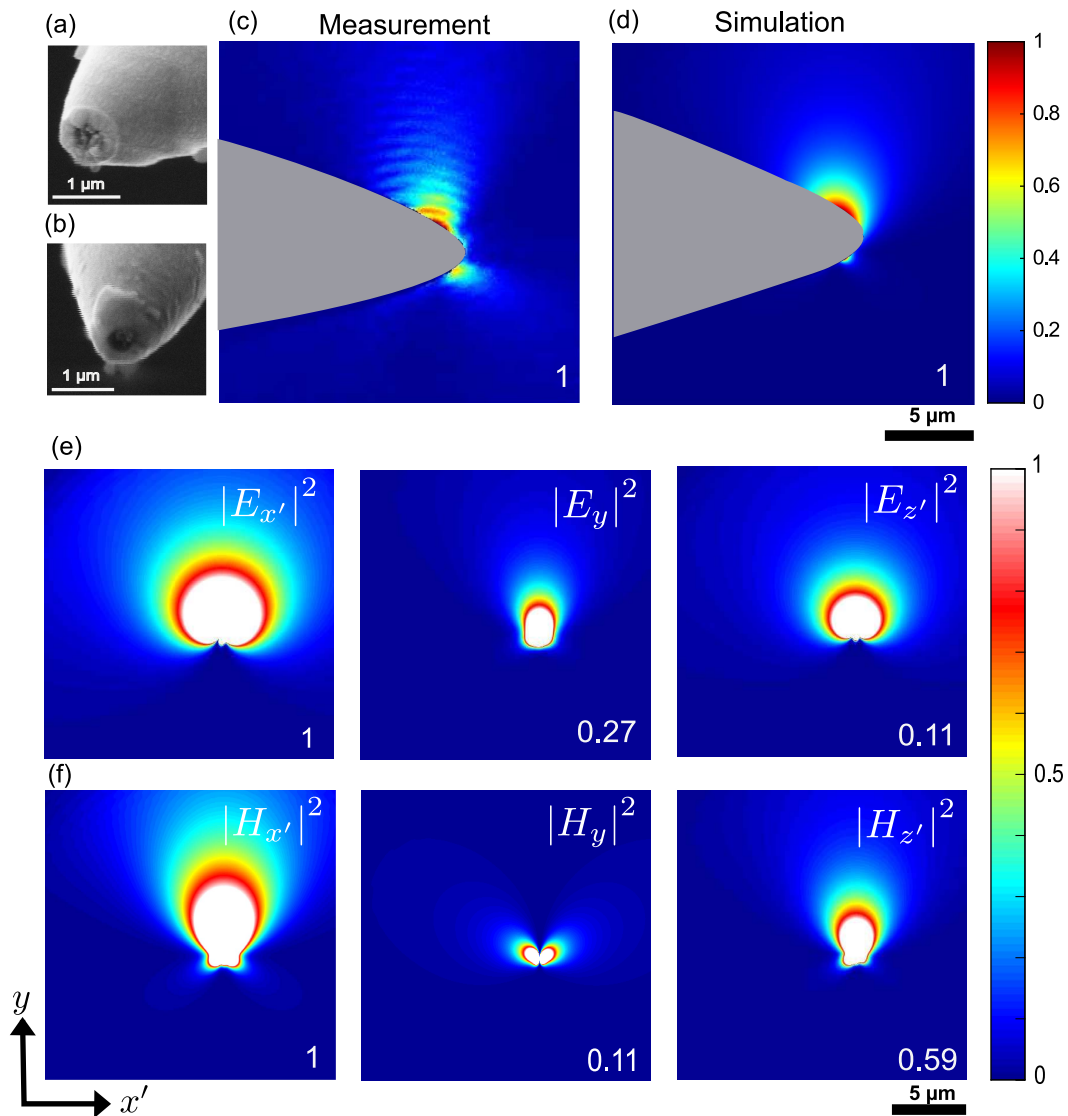 (a)
1 µm
(b)
1 µm
(c)
Measurement
1
(d)
Simulation
1
1
0.8
0.6
0.4
0.2
0
5 µm
(e)
|E_{x'}|^2
1
|E_y|^2
0.27
|E_{z'}|^2
0.11
(f)
|H_{x'}|^2
1
|H_y|^2
0.11
|H_{z'}|^2
0.59
1
0.5
0
5 µm
y
x'